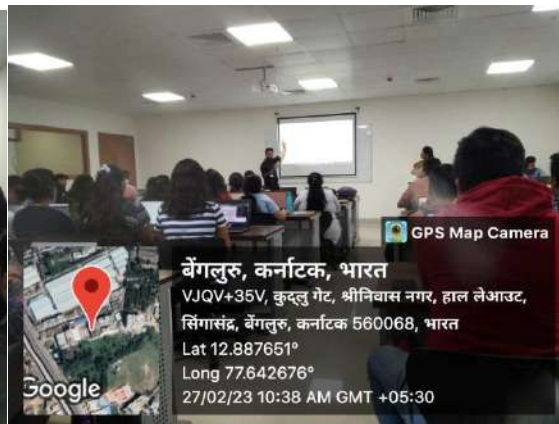 GPS Map Camera
बेंगलुरु, कर्नाटक, भारत
VJQV+35V, कुद्लु गेट, श्रीनिवास नगर, हाल लेआउट,
सिंगासंद्र, बेंगलुरु, कर्नाटक 560068, भारत
Lat 12.887651°
Long 77.642676°
27/02/23 10:38 AM GMT +05:30
Google